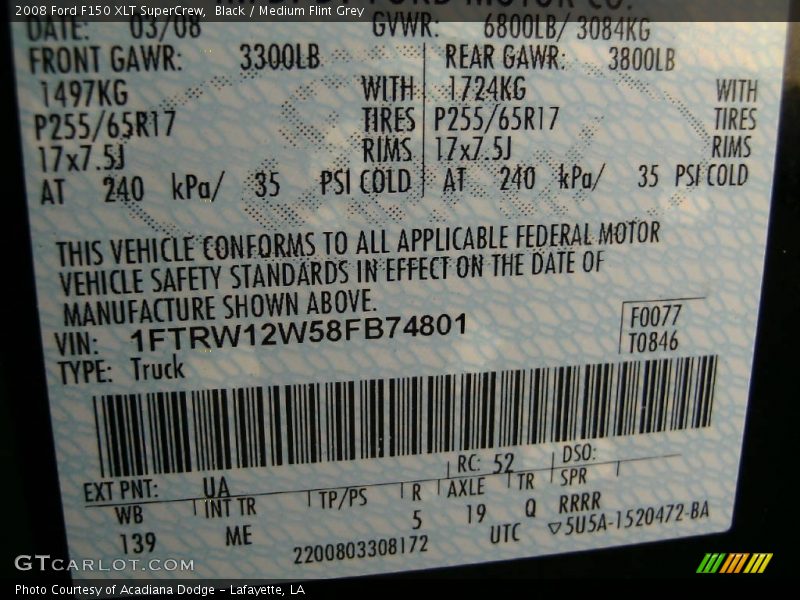 2008 Ford F150 XLT SuperCrew, Black / Medium Flint Grey
DATE: 03/08 GVWR: 6800LB/ 3084KG
FRONT GAWR: 3300LB REAR GAWR: 3800LB
1497KG WITH 1724KG WITH
P255/65R17 TIRES P255/65R17 TIRES
17x7.5J RIMS 17x7.5J RIMS
AT 240 kPa/ 35 PSI COLD AT 240 kPa/ 35 PSI COLD
THIS VEHICLE CONFORMS TO ALL APPLICABLE FEDERAL MOTOR
VEHICLE SAFETY STANDARDS IN EFFECT ON THE DATE OF
MANUFACTURE SHOWN ABOVE.
VIN: 1FTRW12W58FB74801 F0077
TYPE: Truck T0846
EXT PNT: UA RC: 52 DSO:
WB INT TR TP/PS R AXLE TR SPR
139 ME 5 19 Q RRRR
2200803308172 UTC ▽5U5A-1520472-BA
GTCARLOT.COM
Photo Courtesy of Acadiana Dodge - Lafayette, LA